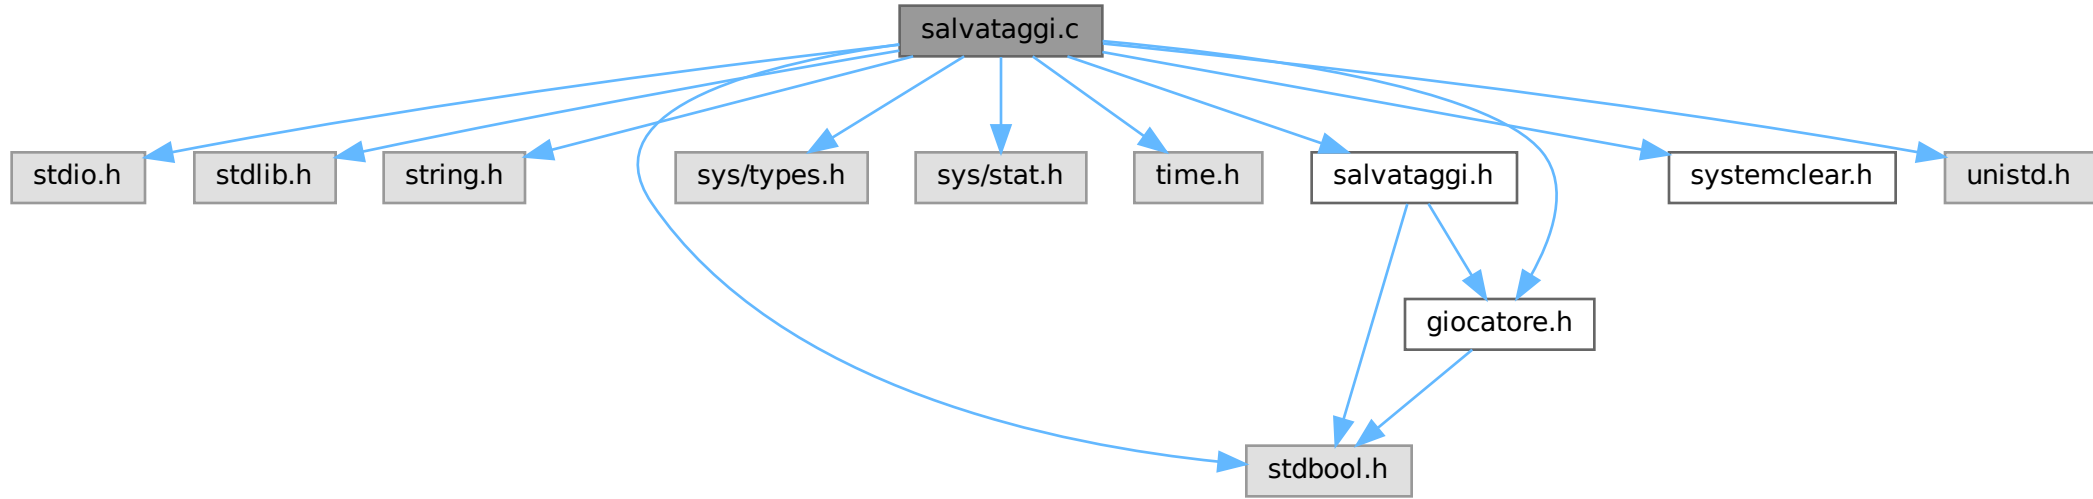 salvataggi.c
stdio.h
stdlib.h
string.h
sys/types.h
sys/stat.h
time.h
salvataggi.h
systemclear.h
unistd.h
giocatore.h
stdbool.h